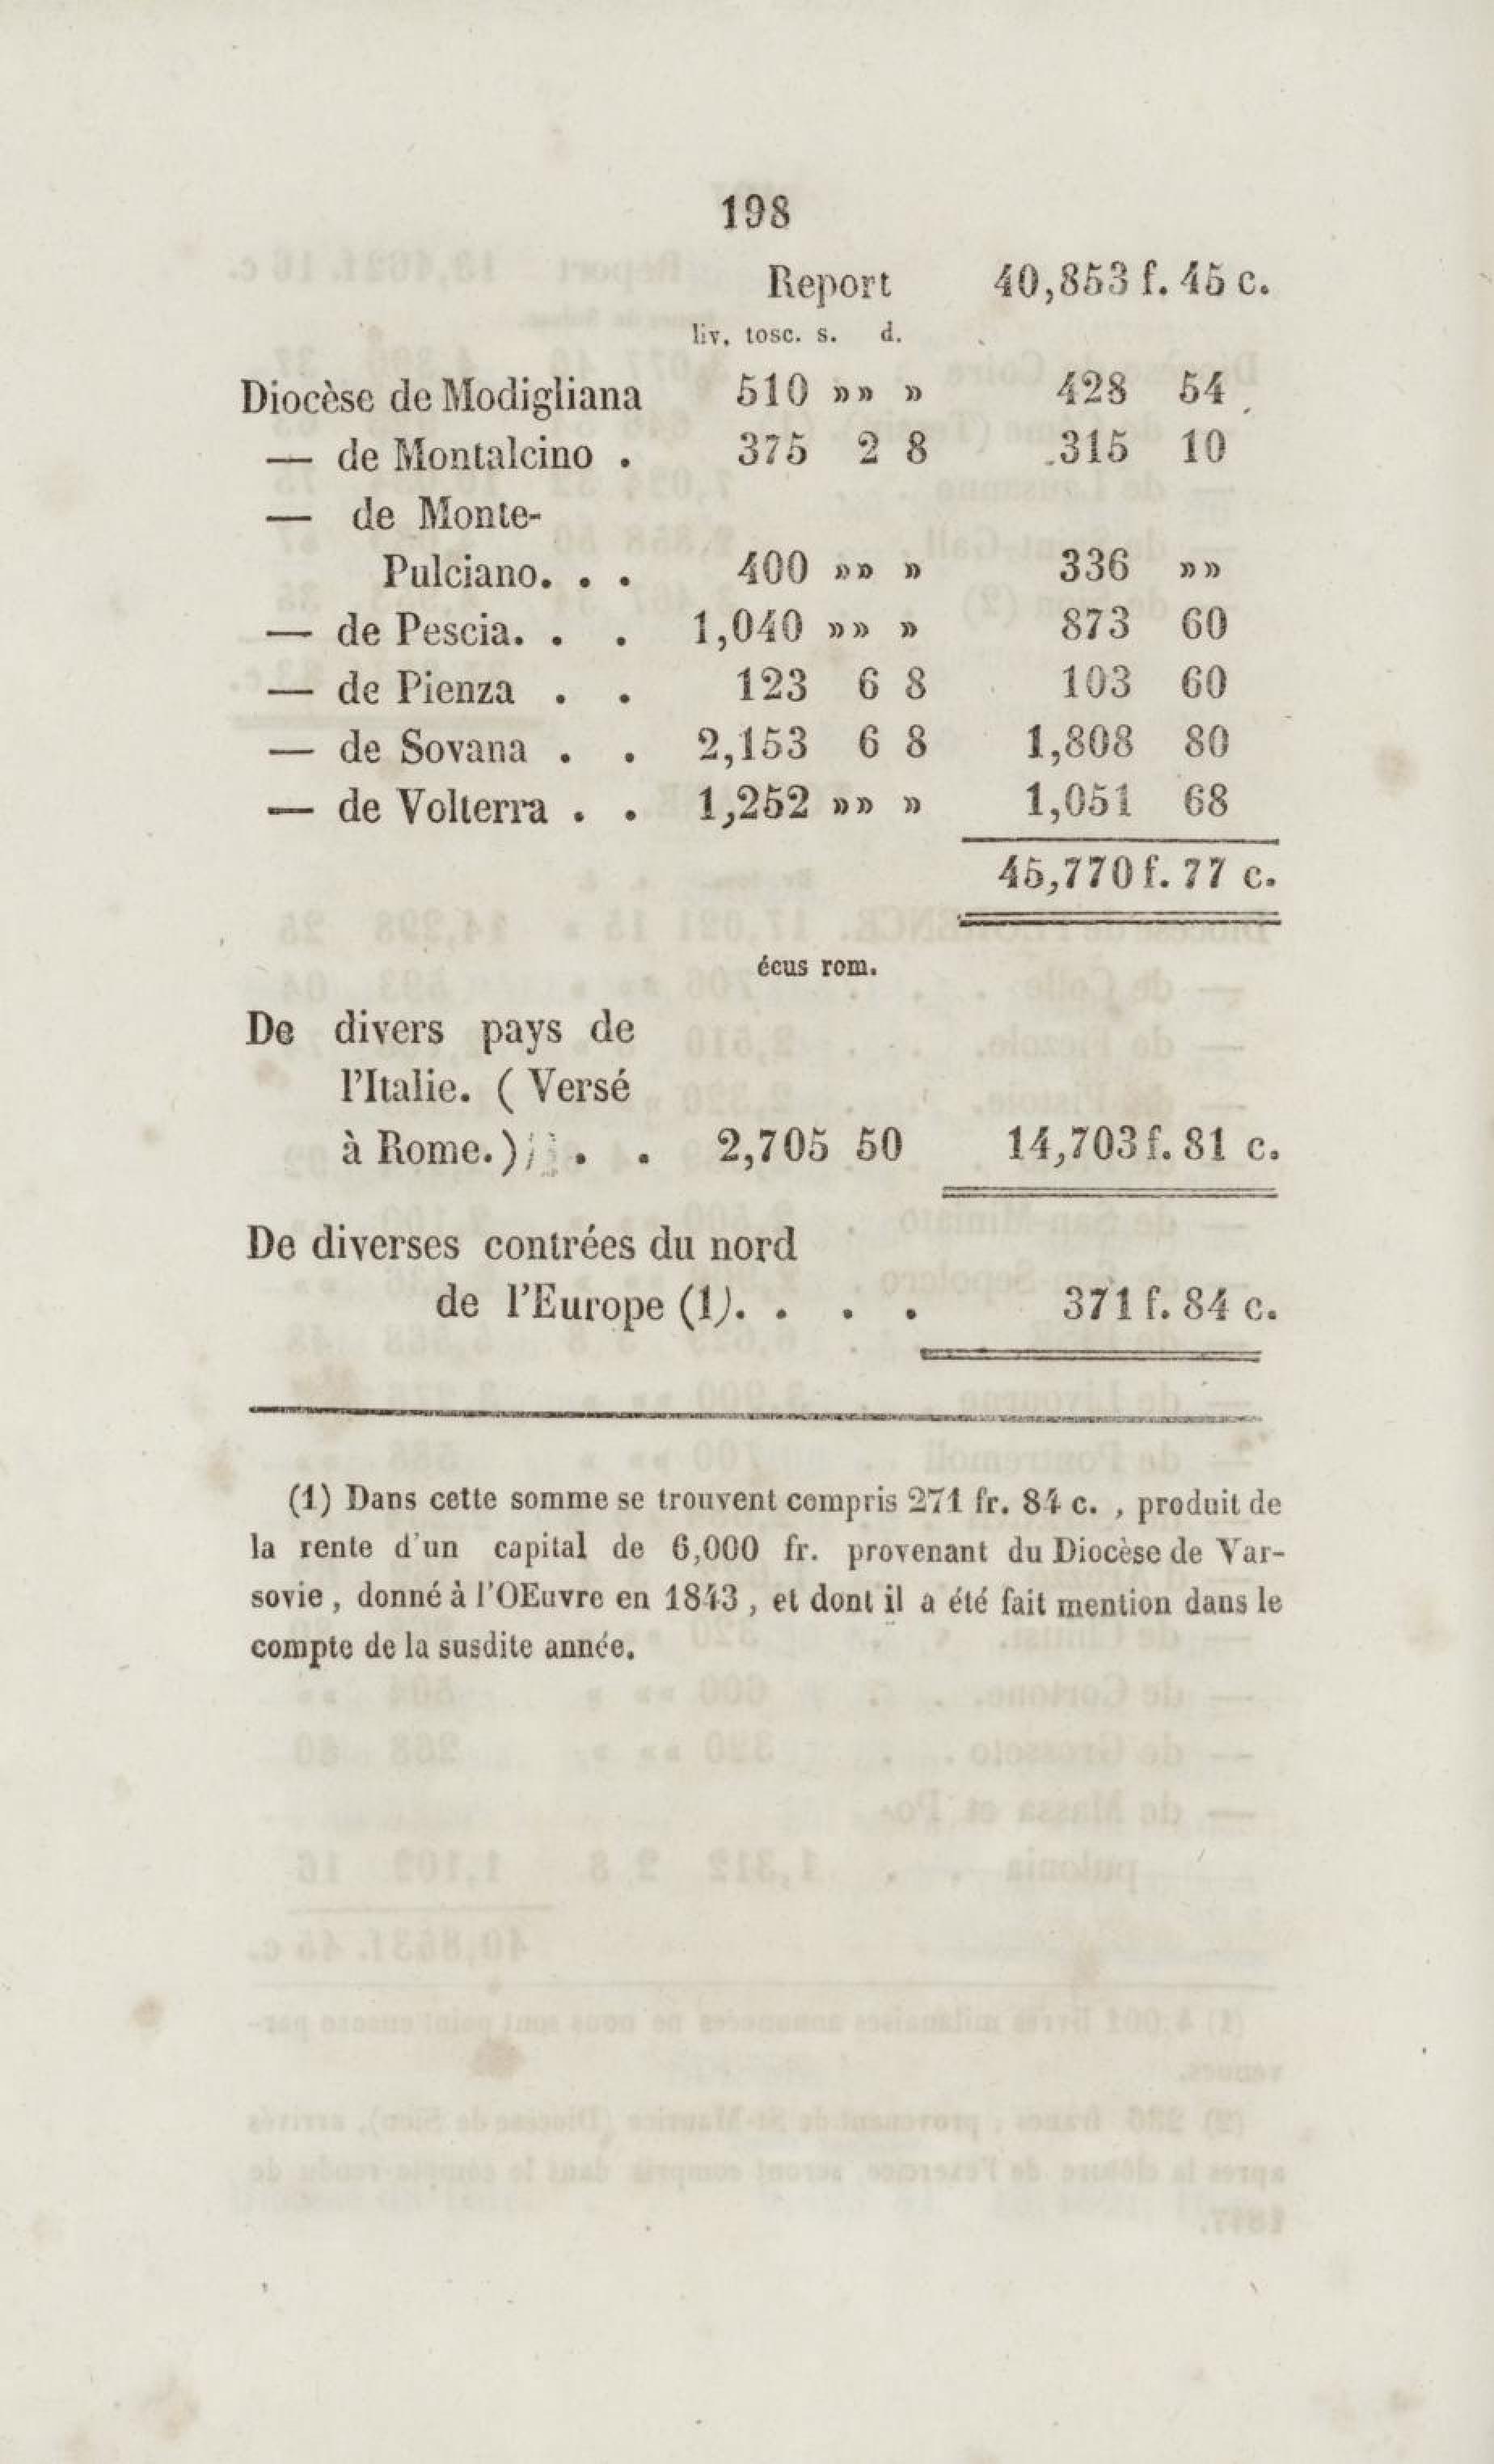 198
Report 40,853 f. 45 c.
liv. tosc. s. d.
Diocèse de Modigliana 510 »» » 428 54
— de Montalcino . 375 2 8 315 10
— de Monte-
Pulciano. . . 400 »» » 336 »»
— de Pescia. . . 1,040 »» » 873 60
— de Pienza . . 123 6 8 103 60
— de Sovana . . 2,153 6 8 1,808 80
— de Volterra . . 1,252 »» » 1,051 68
45,770 f. 77 c.
écus rom.
De divers pays de
l'Italie. ( Versé
à Rome.) . . 2,705 50 14,703 f. 81 c.
De diverses contrées du nord
de l'Europe (1). . . . 371 f. 84 c.
(1) Dans cette somme se trouvent compris 271 fr. 84 c. , produit de
la rente d'un capital de 6,000 fr. provenant du Diocèse de Var-
sovie , donné à l'OEuvre en 1843 , et dont il a été fait mention dans le
compte de la susdite année.